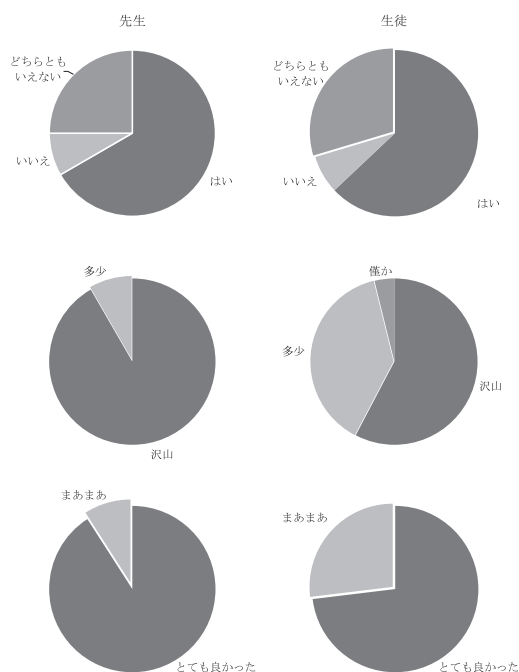 先生
生徒
どちらとも
いえない
いいえ
はい
どちらとも
いえない
いいえ
はい
多少
沢山
僅か
多少
沢山
まあまあ
とても良かった
まあまあ
とても良かった